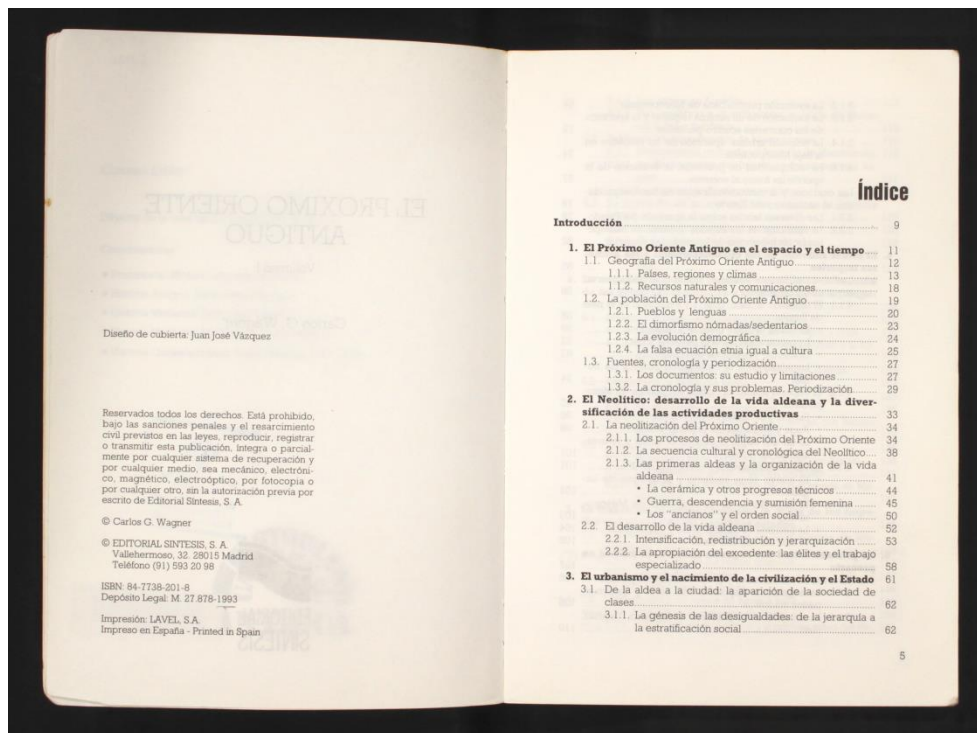 Diseño de cubierta: Juan José Vázquez
Reservados todos los derechos. Está prohibido,
bajo las sanciones penales y el resarcimiento
civil previstos en las leyes, reproducir, registrar
o transmitir esta publicación, íntegra o parcial-
mente por cualquier sistema de recuperación y
por cualquier medio, sea mecánico, electróni-
co, magnético, electroóptico, por fotocopia o
por cualquier otro, sin la autorización previa por
escrito de Editorial Síntesis, S. A.
© Carlos G. Wagner
© EDITORIAL SINTESIS, S. A.
Vallehermoso, 32. 28015 Madrid
Teléfono (91) 593 20 98
ISBN: 84-7738-201-8
Depósito Legal: M. 27.878-1993
Impresión: LAVEL, S.A.
Impreso en España - Printed in Spain
Índice
Introducción 9
1. El Próximo Oriente Antiguo en el espacio y el tiempo 11
1.1. Geografía del Próximo Oriente Antiguo 12
1.1.1. Países, regiones y climas 13
1.1.2. Recursos naturales y comunicaciones 18
1.2. La población del Próximo Oriente Antiguo 19
1.2.1. Pueblos y lenguas 20
1.2.2. El dimorfismo nómadas/sedentarios 23
1.2.3. La evolución demográfica 24
1.2.4. La falsa ecuación etnia igual a cultura 25
1.3. Fuentes, cronología y periodización 27
1.3.1. Los documentos: su estudio y limitaciones 27
1.3.2. La cronología y sus problemas. Periodización 29
2. El Neolítico: desarrollo de la vida aldeana y la diver-
sificación de las actividades productivas 33
2.1. La neolitización del Próximo Oriente 34
2.1.1. Los procesos de neolitización del Próximo Oriente 34
2.1.2. La secuencia cultural y cronológica del Neolítico 38
2.1.3. Las primeras aldeas y la organización de la vida
aldeana 41
• La cerámica y otros progresos técnicos 44
• Guerra, descendencia y sumisión femenina 45
• Los "ancianos" y el orden social 50
2.2. El desarrollo de la vida aldeana 52
2.2.1. Intensificación, redistribución y jerarquización 53
2.2.2. La apropiación del excedente: las élites y el trabajo
especializado 58
3. El urbanismo y el nacimiento de la civilización y el Estado 61
3.1. De la aldea a la ciudad: la aparición de la sociedad de
clases 62
3.1.1. La génesis de las desigualdades: de la jerarquía a
la estratificación social 62
5